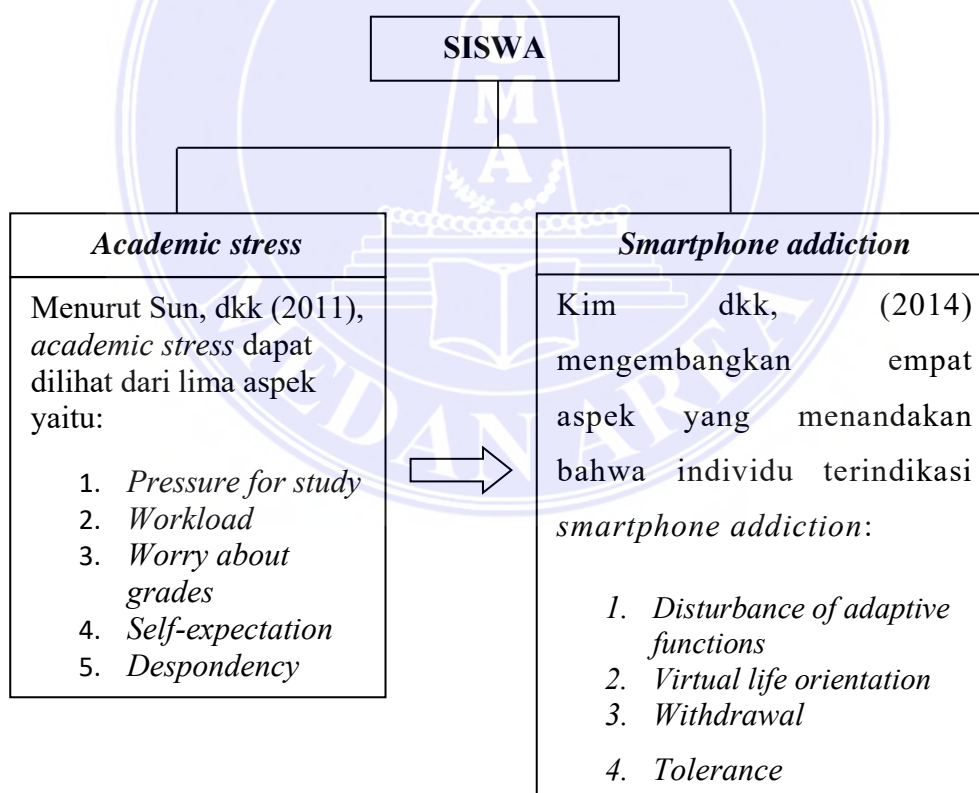 SISWA
Academic stress
Menurut Sun, dkk (2011),
academic stress dapat
dilihat dari lima aspek
yaitu:
1. Pressure for study
2. Workload
3. Worry about
grades
4. Self-expectation
5. Despondency
Smartphone addiction
Kim dkk, (2014)
mengembangkan empat
aspek yang menandakan
bahwa individu terindikasi
smartphone addiction:
1. Disturbance of adaptive
functions
2. Virtual life orientation
3. Withdrawal
4. Tolerance
UMA
MEDAN AREA